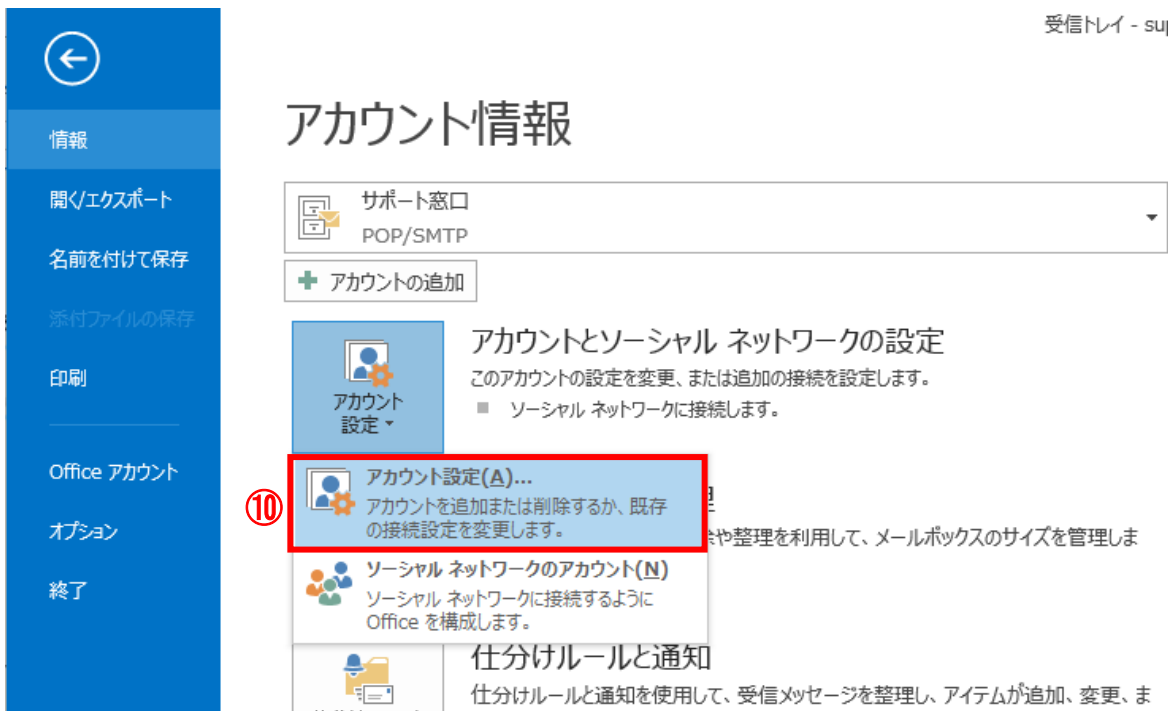 受信トレイ - sup
情報
開く/エクスポート
名前を付けて保存
添付ファイルの保存
印刷
Office アカウント
オプション
終了
アカウント情報
サポート窓口
POP/SMTP
アカウントの追加
アカウント
設定
アカウントとソーシャル ネットワークの設定
このアカウントの設定を変更、または追加の接続を設定します。
ソーシャル ネットワークに接続します。
⑩
アカウント設定(A)...
アカウントを追加または削除するか、既存
の接続設定を変更します。
や整理を利用して、メールボックスのサイズを管理しま
ソーシャル ネットワークのアカウント(N)
ソーシャル ネットワークに接続するように
Office を構成します。
仕分けルールと通知
仕分けルールと通知を使用して、受信メッセージを整理し、アイテムが追加、変更、ま